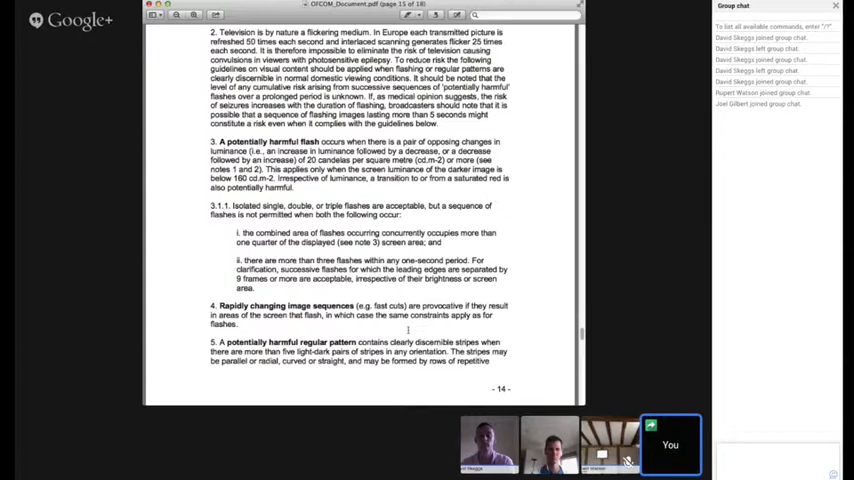 Google+
OFCOM_Document.pdf (page 15 of 18)
Group chat
To list all available commands, enter "/?"
David Skeggs joined group chat.
David Skeggs left group chat.
David Skeggs joined group chat.
David Skeggs left group chat.
David Skeggs joined group chat.
Rupert Watson joined group chat.
Joel Gilbert joined group chat.
2. Television is by nature a flickering medium. In Europe each transmitted picture is
refreshed 50 times each second and interlaced scanning generates flicker 25 times
each second. It is therefore impossible to eliminate the risk of television causing
convulsions in viewers with photosensitive epilepsy. To reduce risk the following
guidelines on visual content should be applied when flashing or regular patterns are
clearly discernible in normal domestic viewing conditions. It should be noted that the
level of any cumulative risk arising from successive sequences of 'potentially harmful'
flashes over a prolonged period is unknown. If, as medical opinion suggests, the risk
of seizures increases with the duration of flashing, broadcasters should note that it is
possible that a sequence of flashing images lasting more than 5 seconds might
constitute a risk even when it complies with the guidelines below.
3. A potentially harmful flash occurs when there is a pair of opposing changes in
luminance (i.e., an increase in luminance followed by a decrease, or a decrease
followed by an increase) of 20 candelas per square metre (cd.m-2) or more (see
notes 1 and 2). This applies only when the screen luminance of the darker image is
below 160 cd.m-2. Irrespective of luminance, a transition to or from a saturated red is
also potentially harmful.
3.1.1. Isolated single, double, or triple flashes are acceptable, but a sequence of
flashes is not permitted when both the following occur:
i. the combined area of flashes occurring concurrently occupies more than
one quarter of the displayed (see note 3) screen area; and
ii. there are more than three flashes within any one-second period. For
clarification, successive flashes for which the leading edges are separated by
9 frames or more are acceptable, irrespective of their brightness or screen
area.
4. Rapidly changing image sequences (e.g. fast cuts) are provocative if they result
in areas of the screen that flash, in which case the same constraints apply as for
flashes.
5. A potentially harmful regular pattern contains clearly discernible stripes when
there are more than five light-dark pairs of stripes in any orientation. The stripes may
be parallel or radial, curved or straight, and may be formed by rows of repetitive
- 14 -
Skeggs
You